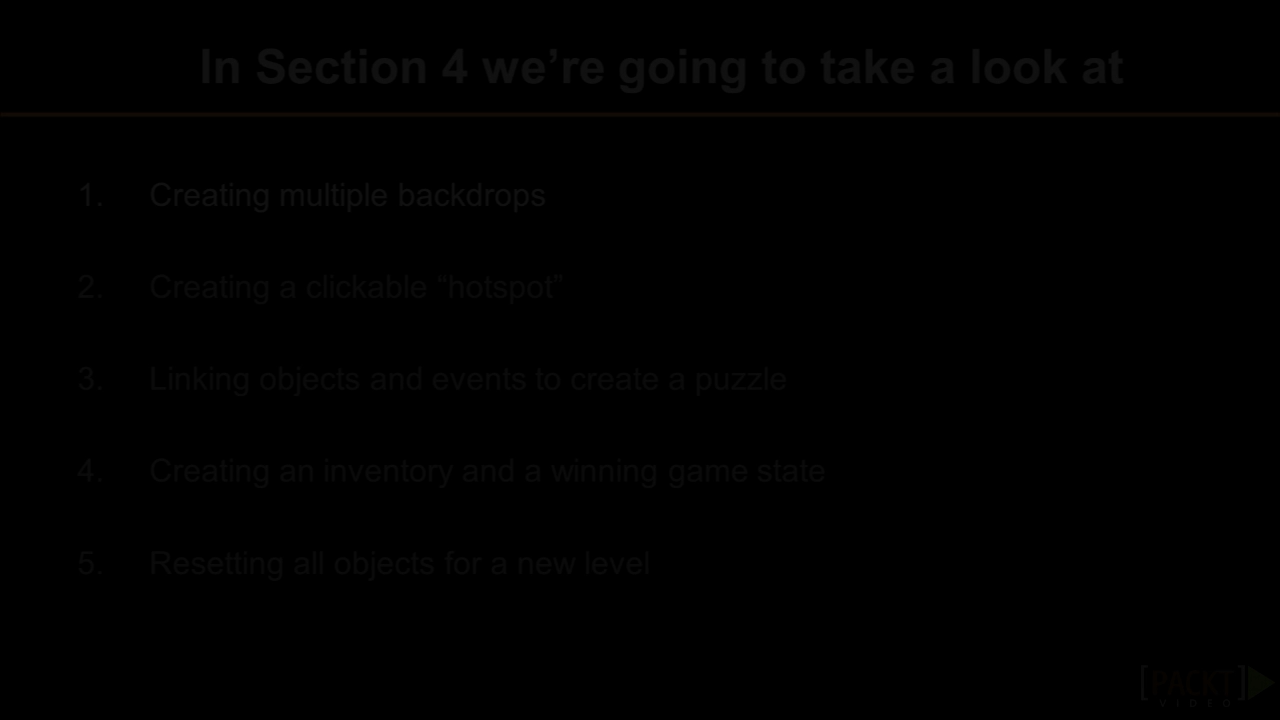 In Section 4 we’re going to take a look at
1. Creating multiple backdrops
2. Creating a clickable “hotspot”
3. Linking objects and events to create a puzzle
4. Creating an inventory and a winning game state
5. Resetting all objects for a new level
[PACKT]
VIDEO